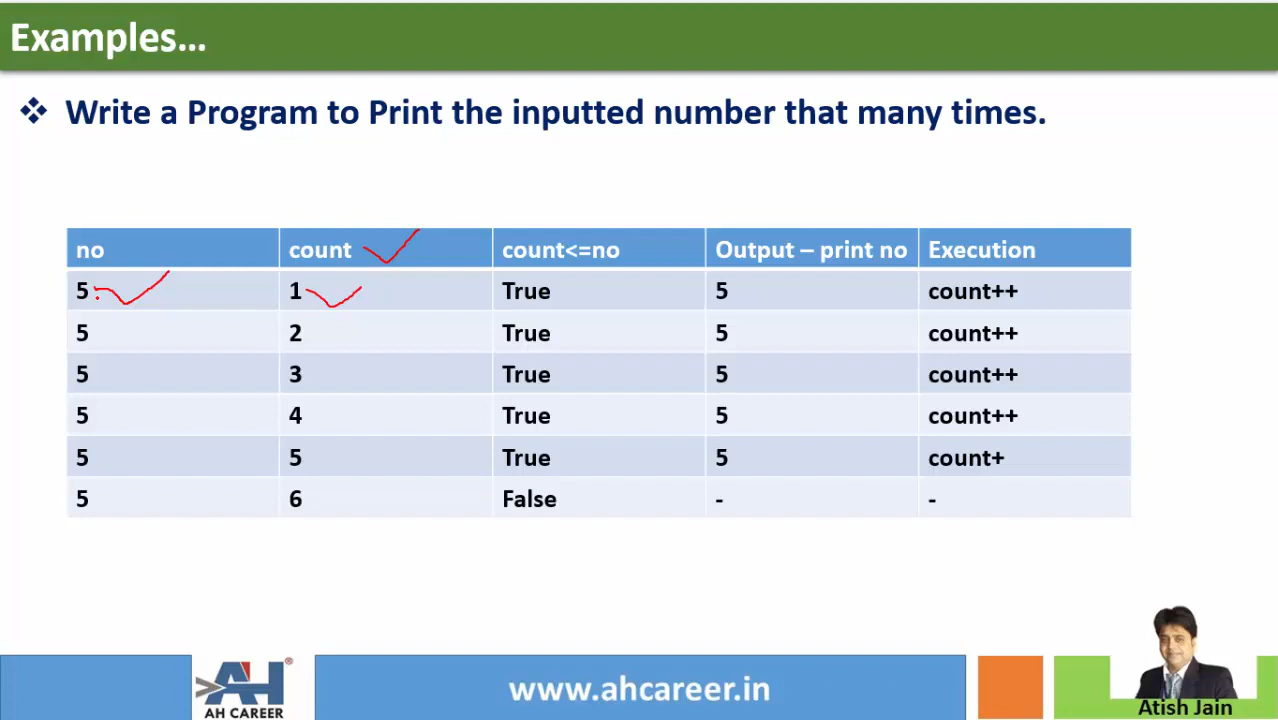 Examples...
❖ Write a Program to Print the inputted number that many times.
no count count<=no Output – print no Execution
5 1 True 5 count++
5 2 True 5 count++
5 3 True 5 count++
5 4 True 5 count++
5 5 True 5 count+
5 6 False - -
AH
®
AH CAREER
www.ahcareer.in
Atish Jain